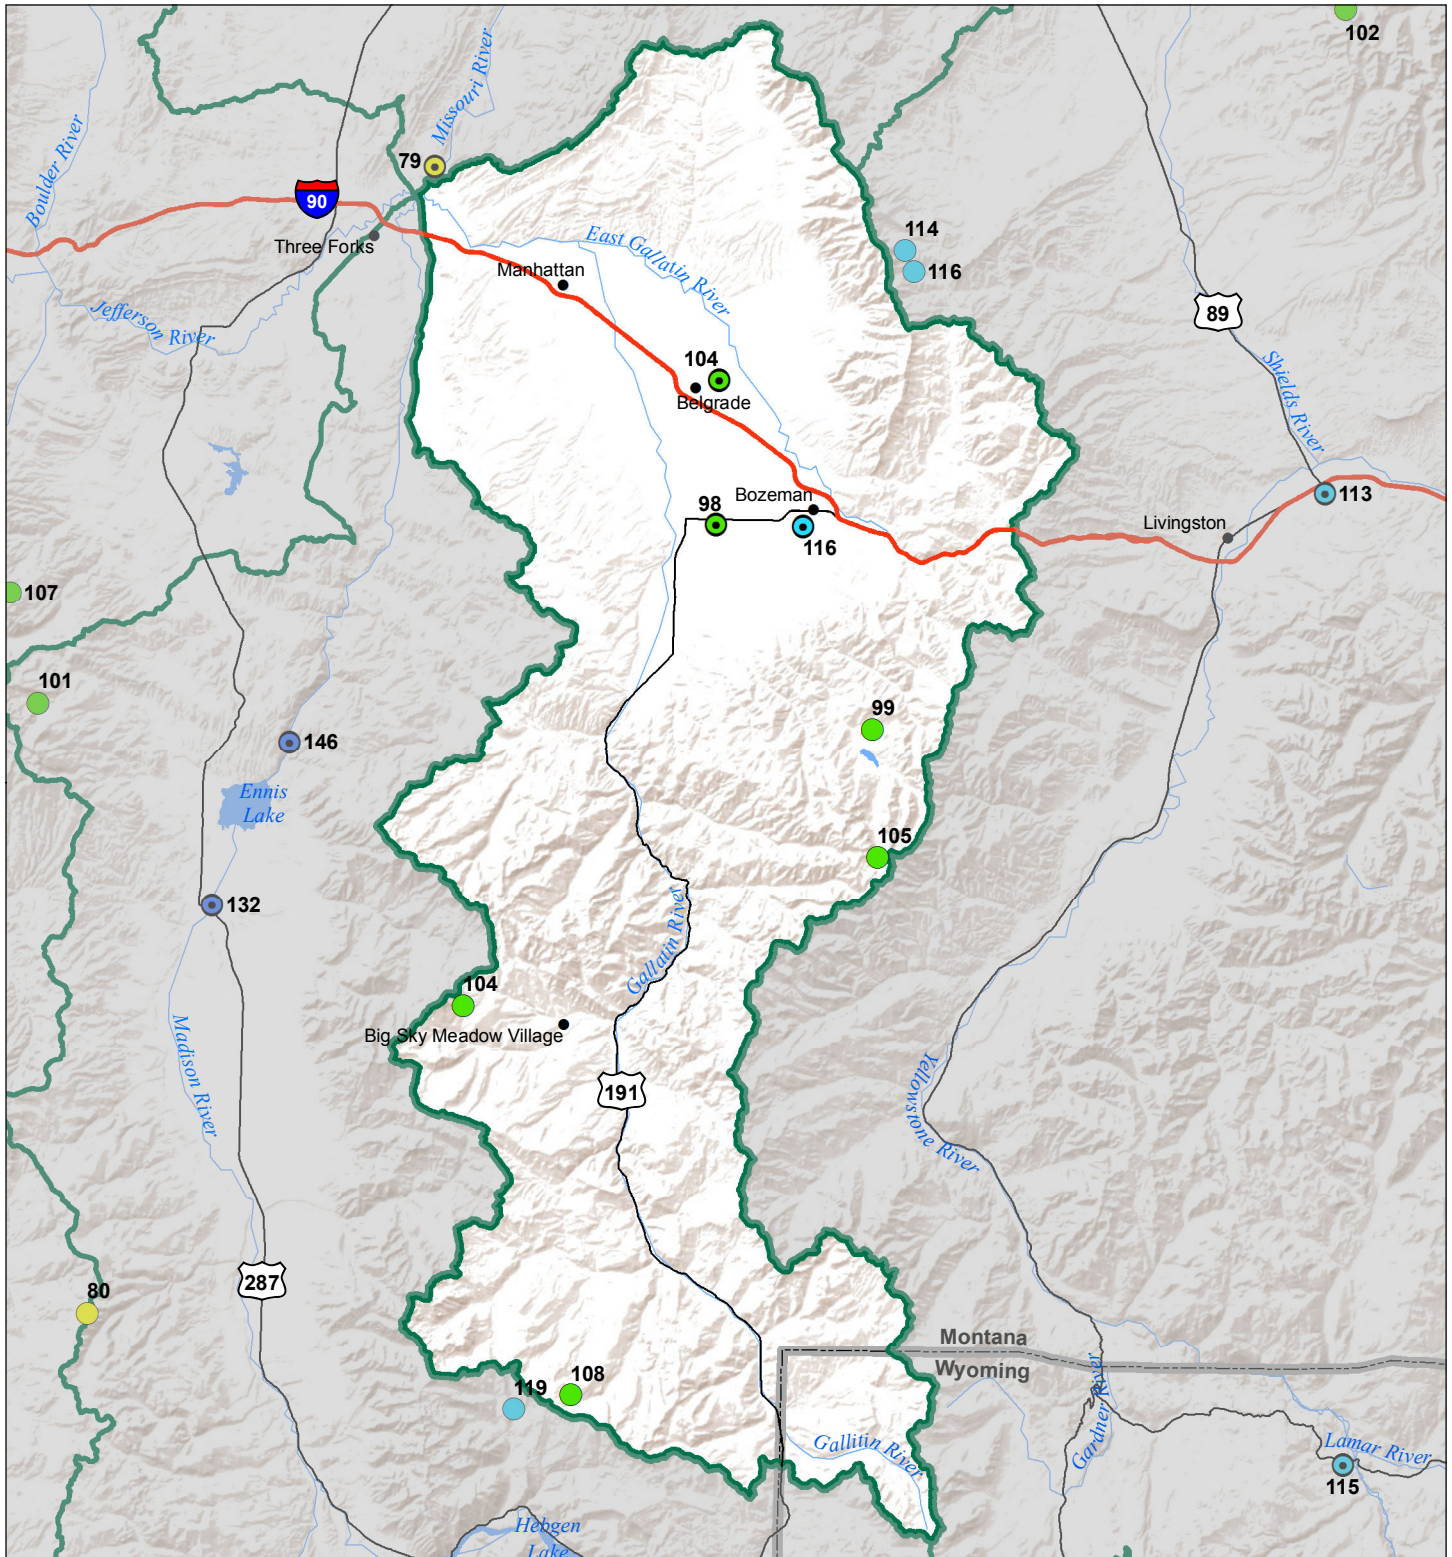 102
Missouri River
Boulder River
79
90
Three Forks
East Gallatin River
114
116
Manhattan
89
Jefferson River
Shields River
104
Belgrade
98
Bozeman
116
113
Livingston
107
101
99
146
Ennis
Lake
105
132
Gallatin River
104
Big Sky Meadow Village
Madison River
Yellowstone River
191
287
80
Montana
Wyoming
108
119
Gardner River
Gallitin River
Lamar River
115
Hebgen
Lake